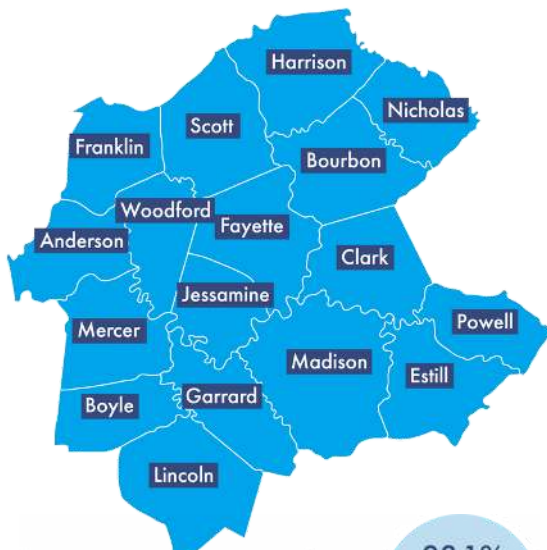 Harrison
Nicholas
Scott
Franklin
Bourbon
Woodford
Fayette
Anderson
Clark
Jessamine
Powell
Mercer
Madison
Estill
Boyle
Garrard
Lincoln